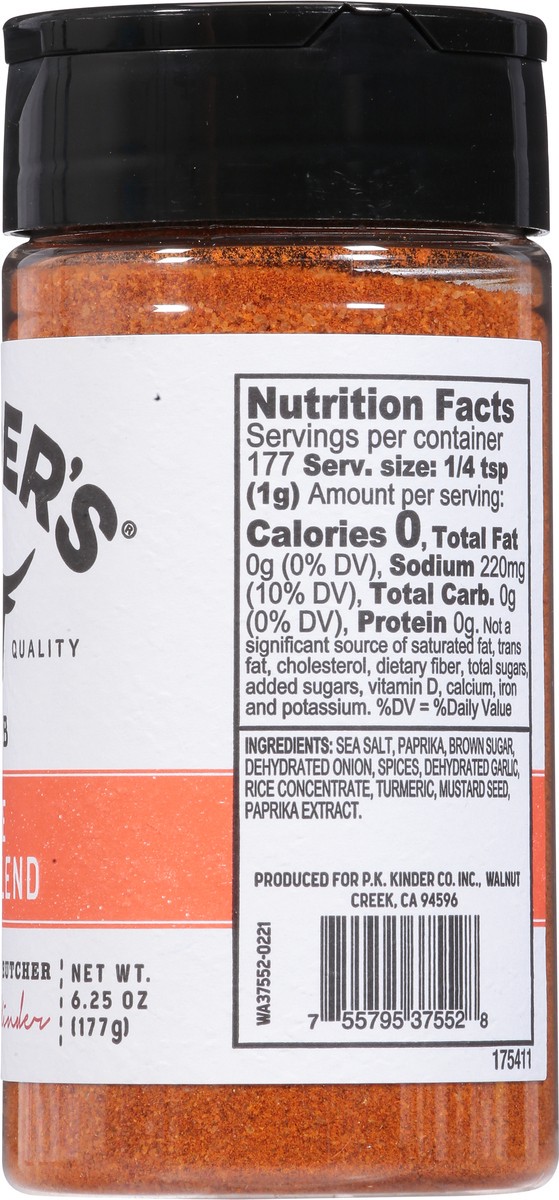 ER'S®
QUALITY
B
E
LEND
BUTCHER
Kinder
NET WT.
6.25 OZ
(177g)
Nutrition Facts
Servings per container
177 Serv. size: 1/4 tsp
(1g) Amount per serving:
Calories 0, Total Fat
0g (0% DV), Sodium 220mg
(10% DV), Total Carb. 0g
(0% DV), Protein 0g. Not a
significant source of saturated fat, trans
fat, cholesterol, dietary fiber, total sugars,
added sugars, vitamin D, calcium, iron
and potassium. %DV = %Daily Value
INGREDIENTS: SEA SALT, PAPRIKA, BROWN SUGAR,
DEHYDRATED ONION, SPICES, DEHYDRATED GARLIC,
RICE CONCENTRATE, TURMERIC, MUSTARD SEED,
PAPRIKA EXTRACT.
PRODUCED FOR P.K. KINDER CO. INC., WALNUT
CREEK, CA 94596
WA37552-0221
7 55795 37552 8
175411